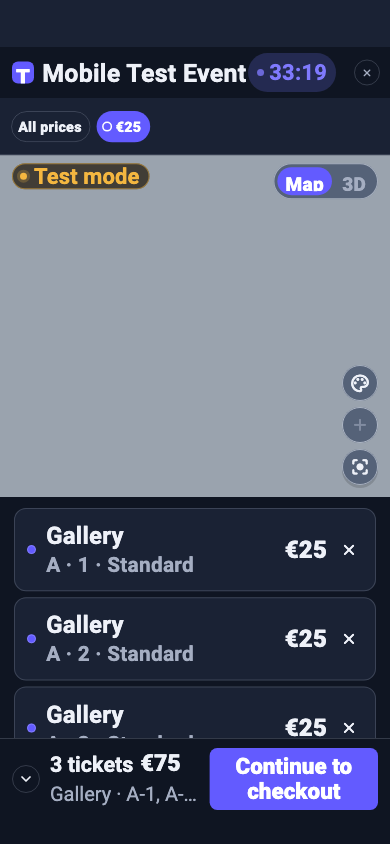 T Mobile Test Event 33:19
All prices €25
Test mode
Map 3D
Gallery
A · 1 · Standard
€25
Gallery
A · 2 · Standard
€25
Gallery
€25
3 tickets €75
Gallery · A-1, A-...
Continue to
checkout